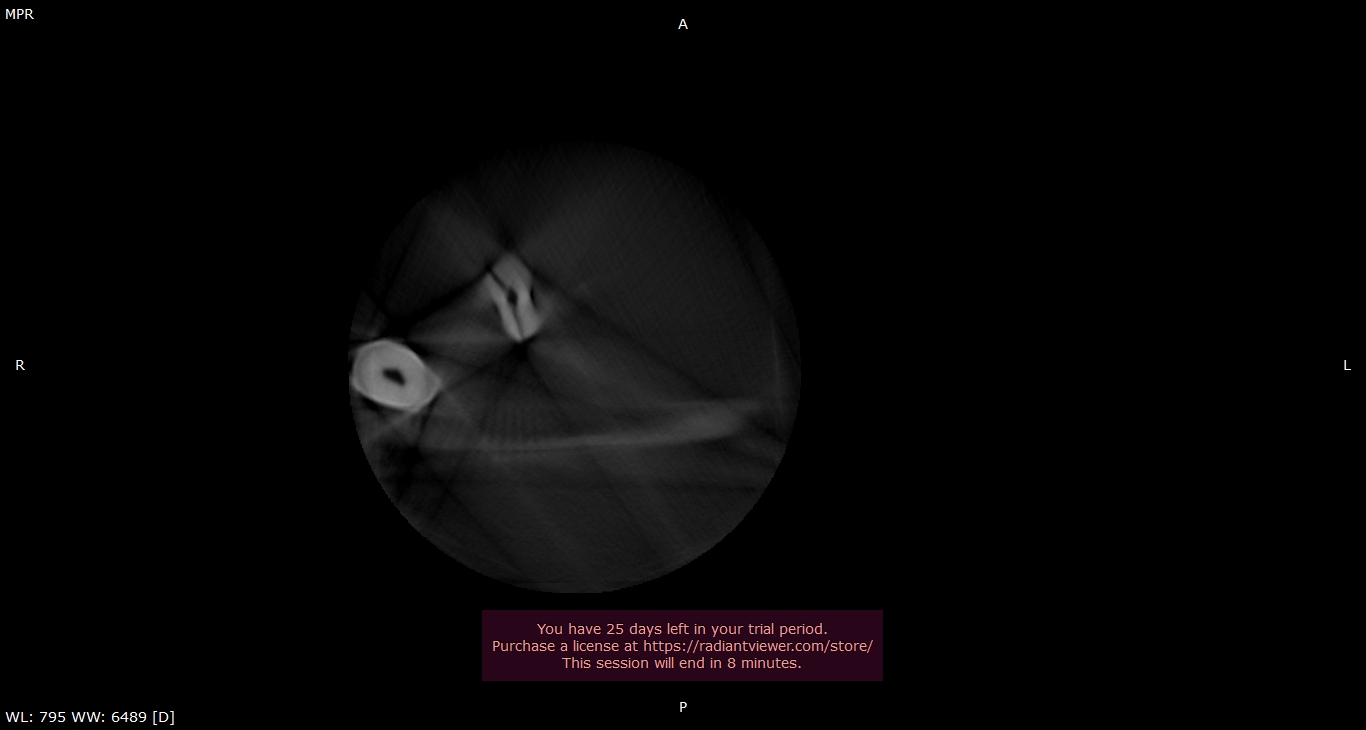 MPR
A
R
L
You have 25 days left in your trial period.
Purchase a license at https://radiantviewer.com/store/
This session will end in 8 minutes.
P
WL: 795 WW: 6489 [D]